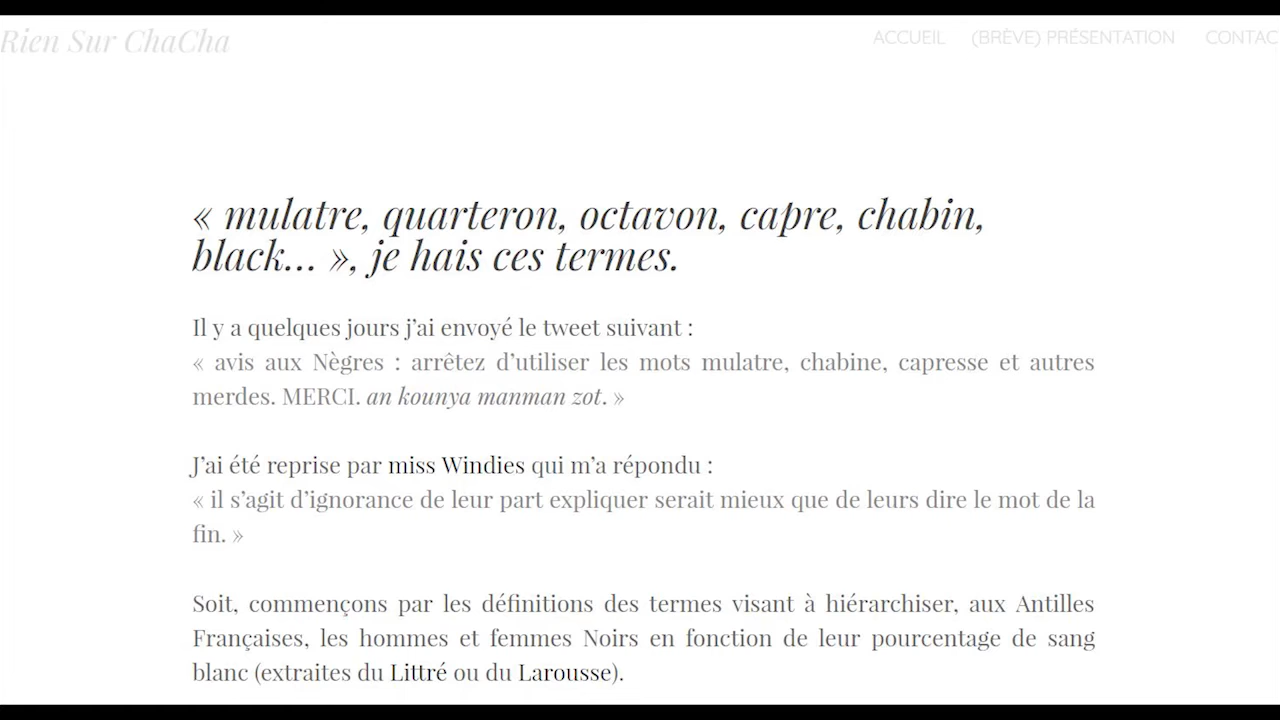 Rien Sur ChaCha
ACCUEIL (BRÈVE) PRÉSENTATION CONTAC
« mulatre, quarteron, octavon, capre, chabin,
black... », je hais ces termes.
Il y a quelques jours j’ai envoyé le tweet suivant :
« avis aux Nègres : arrêtez d’utiliser les mots mulatre, chabine, capresse et autres
merdes. MERCI. an kounya manman zot. »
J’ai été reprise par miss Windies qui m’a répondu :
« il s’agit d’ignorance de leur part expliquer serait mieux que de leurs dire le mot de la
fin. »
Soit, commençons par les définitions des termes visant à hiérarchiser, aux Antilles
Françaises, les hommes et femmes Noirs en fonction de leur pourcentage de sang
blanc (extraites du Littré ou du Larousse).